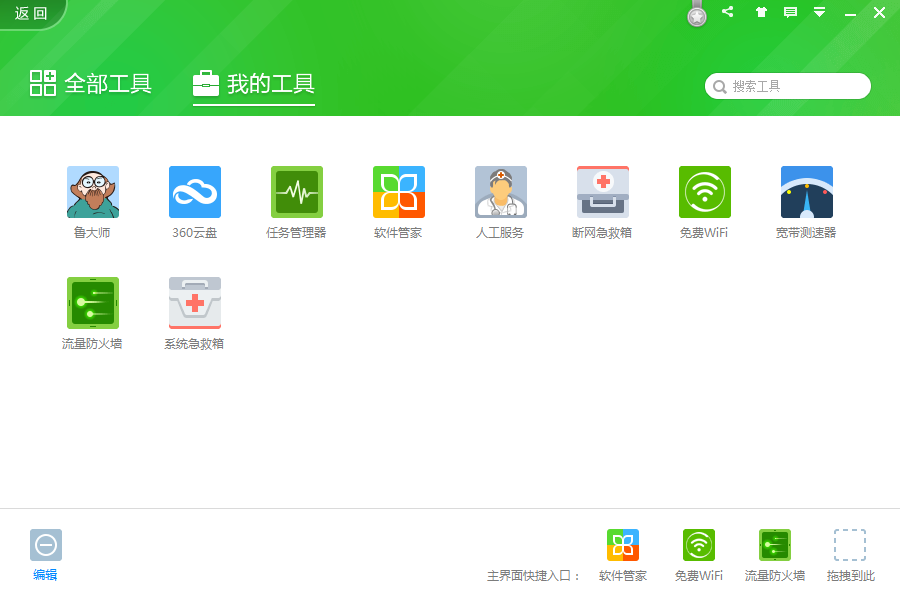 返回
全部工具
我的工具
搜索工具
鲁大师
360云盘
任务管理器
软件管家
人工服务
断网急救箱
免费WiFi
宽带测速器
流量防火墙
系统急救箱
编辑
主界面快捷入口：
软件管家
免费WiFi
流量防火墙
拖拽到此